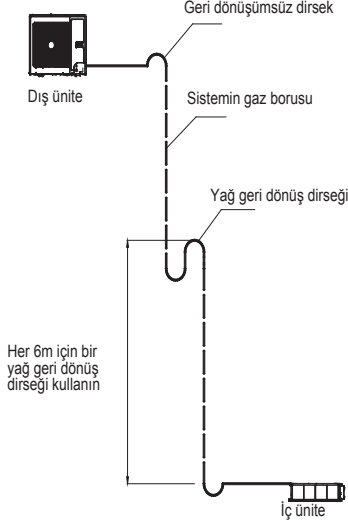 Geri dönüşümsüz dirsek
Dış ünite
Sistemin gaz borusu
Yağ geri dönüş dirseği
Her 6m için bir
yağ geri dönüş
dirseği kullanın
İç ünite